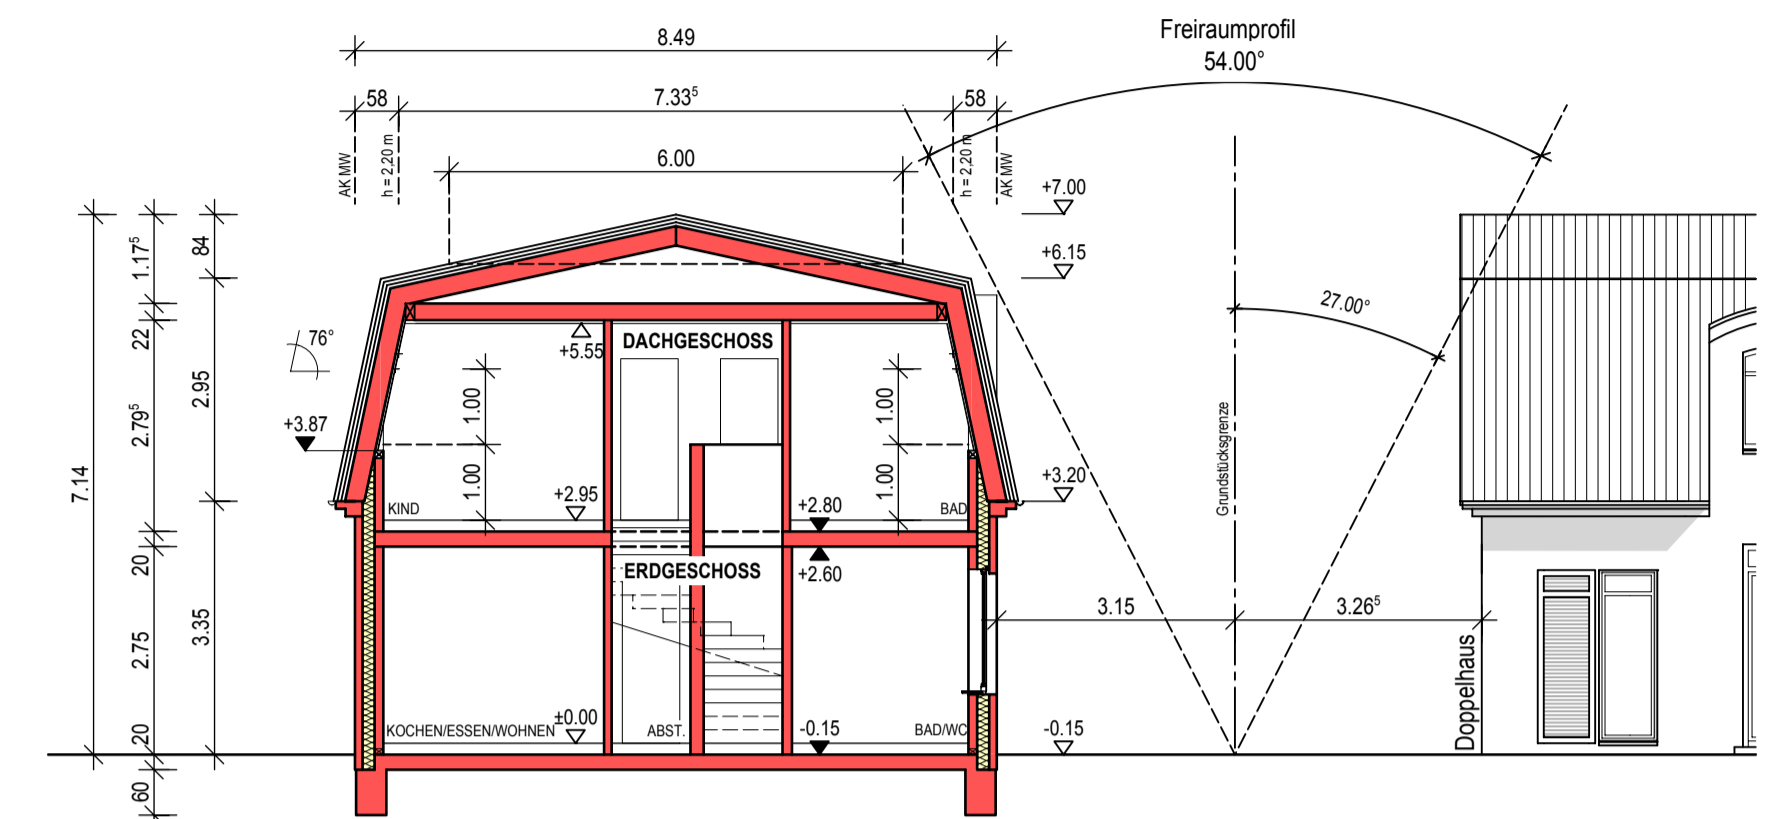 Freiraumprofil
54.00°
8.49
58
7.33⁵
58
AK MW
h = 2,20 m
6.00
h = 2,20 m
AK MW
+7.00
+6.15
84
1.17⁵
22
2.95
2.79⁵
7.14
20
3.35
2.75
20
60
76°
+3.87
+5.55
DACHGESCHOSS
1.00
1.00
1.00
1.00
27.00°
Grundstücksgrenze
+3.20
KIND
+2.95
+2.80
BAD
ERDGESCHOSS
+2.60
3.15
3.26⁵
Doppelhaus
KOCHEN/ESSEN/WOHNEN
±0.00
ABST.
-0.15
BAD/WC
-0.15